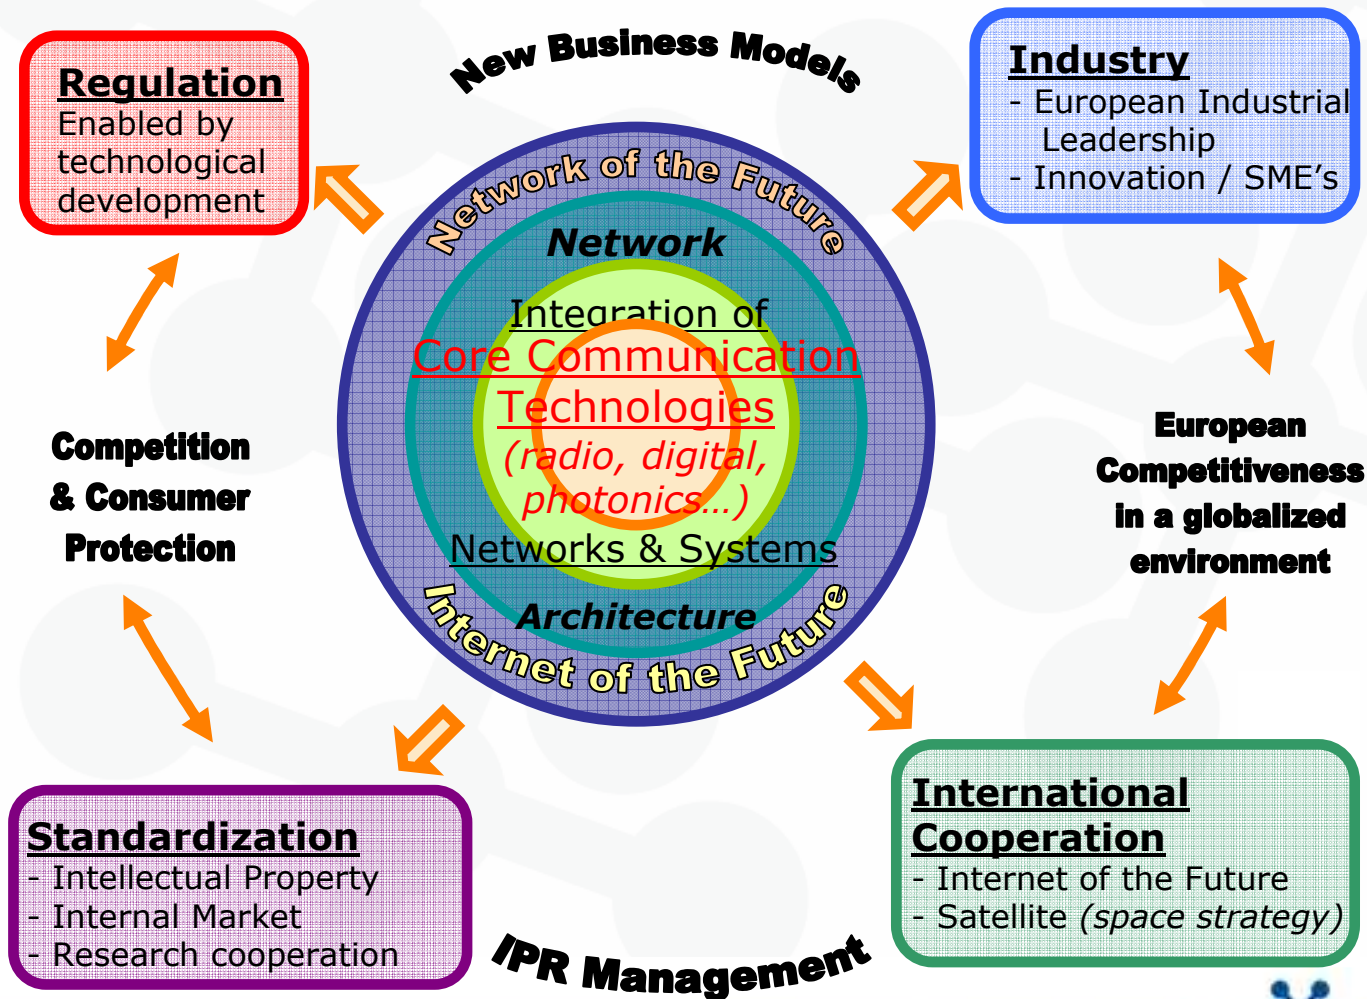 New Business Models
Regulation
Enabled by
technological
development
Industry
- European Industrial
Leadership
- Innovation / SME’s
Network of the Future
Network
Integration of
Core Communication
Technologies
(radio, digital,
photonics…)
Networks & Systems
Architecture
Internet of the Future
Competition
& Consumer
Protection
European
Competitiveness
in a globalized
environment
Standardization
- Intellectual Property
- Internal Market
- Research cooperation
International
Cooperation
- Internet of the Future
- Satellite (space strategy)
IPR Management